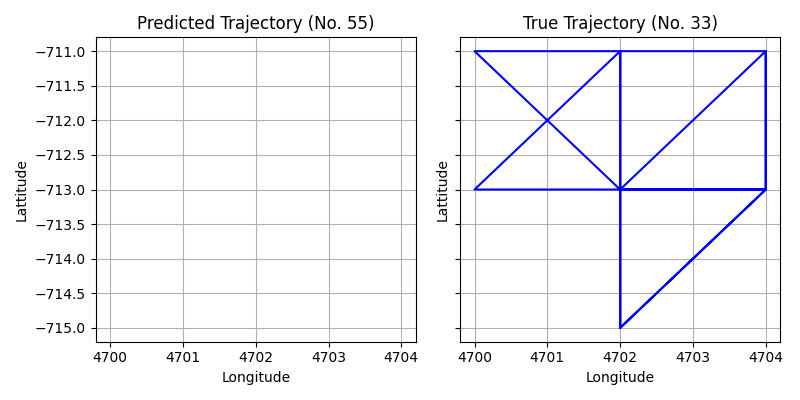 Predicted Trajectory (No. 55)
True Trajectory (No. 33)
−711.0
−711.5
−712.0
−712.5
−713.0
−713.5
−714.0
−714.5
−715.0
Lattitude
4700 4701 4702 4703 4704
Longitude
Lattitude
4700 4701 4702 4703 4704
Longitude